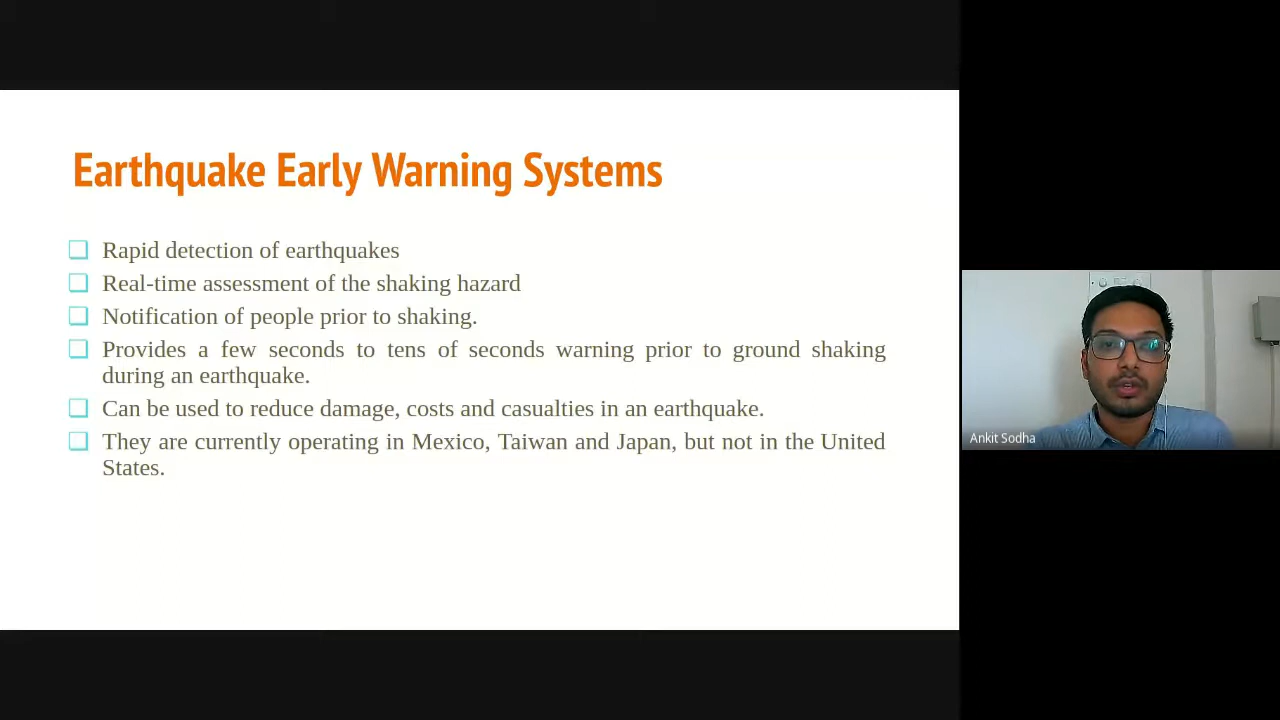 Earthquake Early Warning Systems
Rapid detection of earthquakes
Real-time assessment of the shaking hazard
Notification of people prior to shaking.
Provides a few seconds to tens of seconds warning prior to ground shaking
during an earthquake.
Can be used to reduce damage, costs and casualties in an earthquake.
They are currently operating in Mexico, Taiwan and Japan, but not in the United
States.
Ankit Sodha